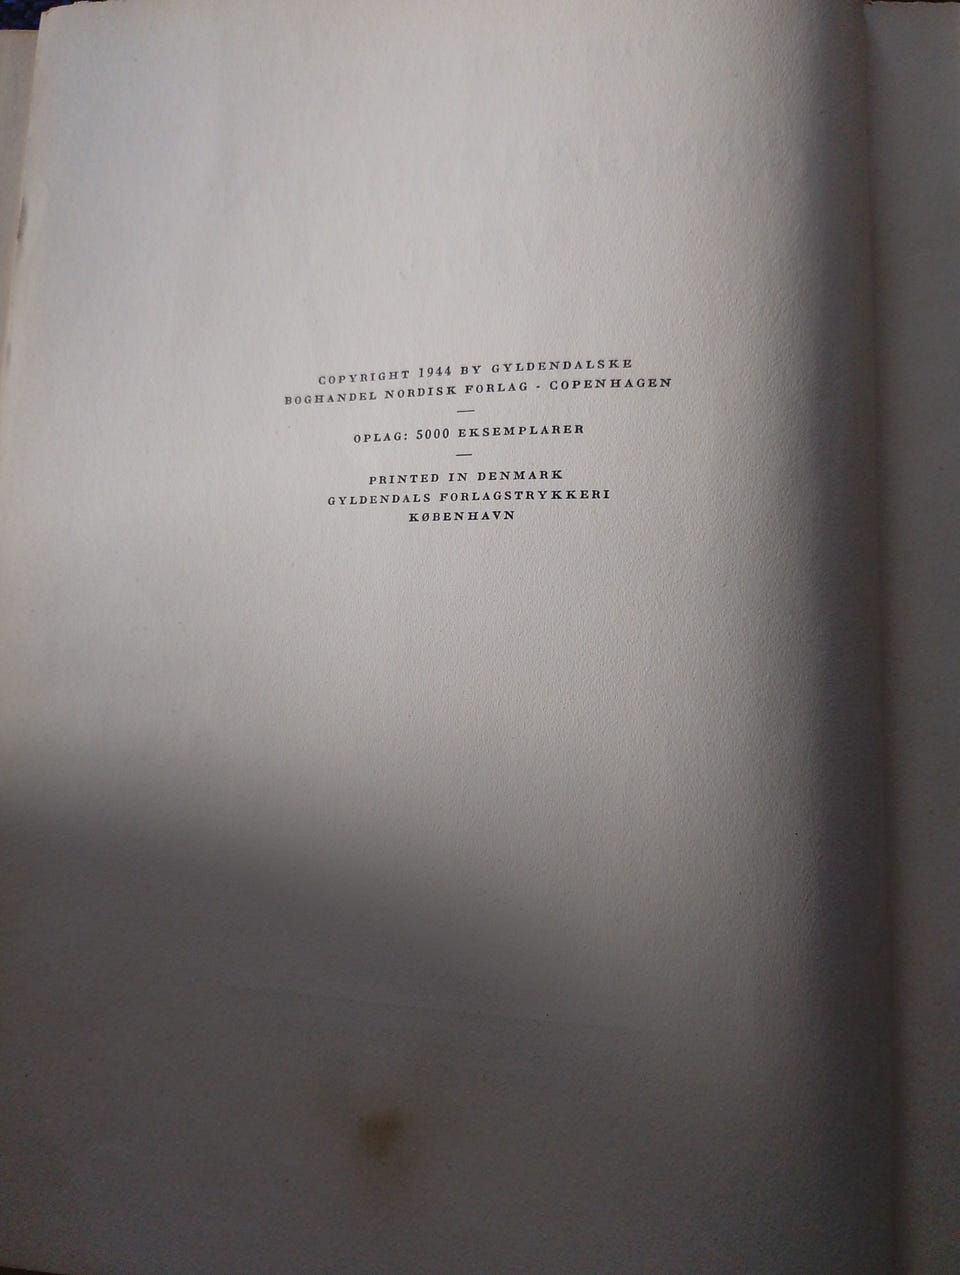 COPYRIGHT 1944 BY GYLDENDALSKE
BOGHANDEL NORDISK FORLAG - COPENHAGEN
OPLAG: 5000 EKSEMPLARER
PRINTED IN DENMARK
GYLDENDALS FORLAGSTRYKKERI
KØBENHAVN